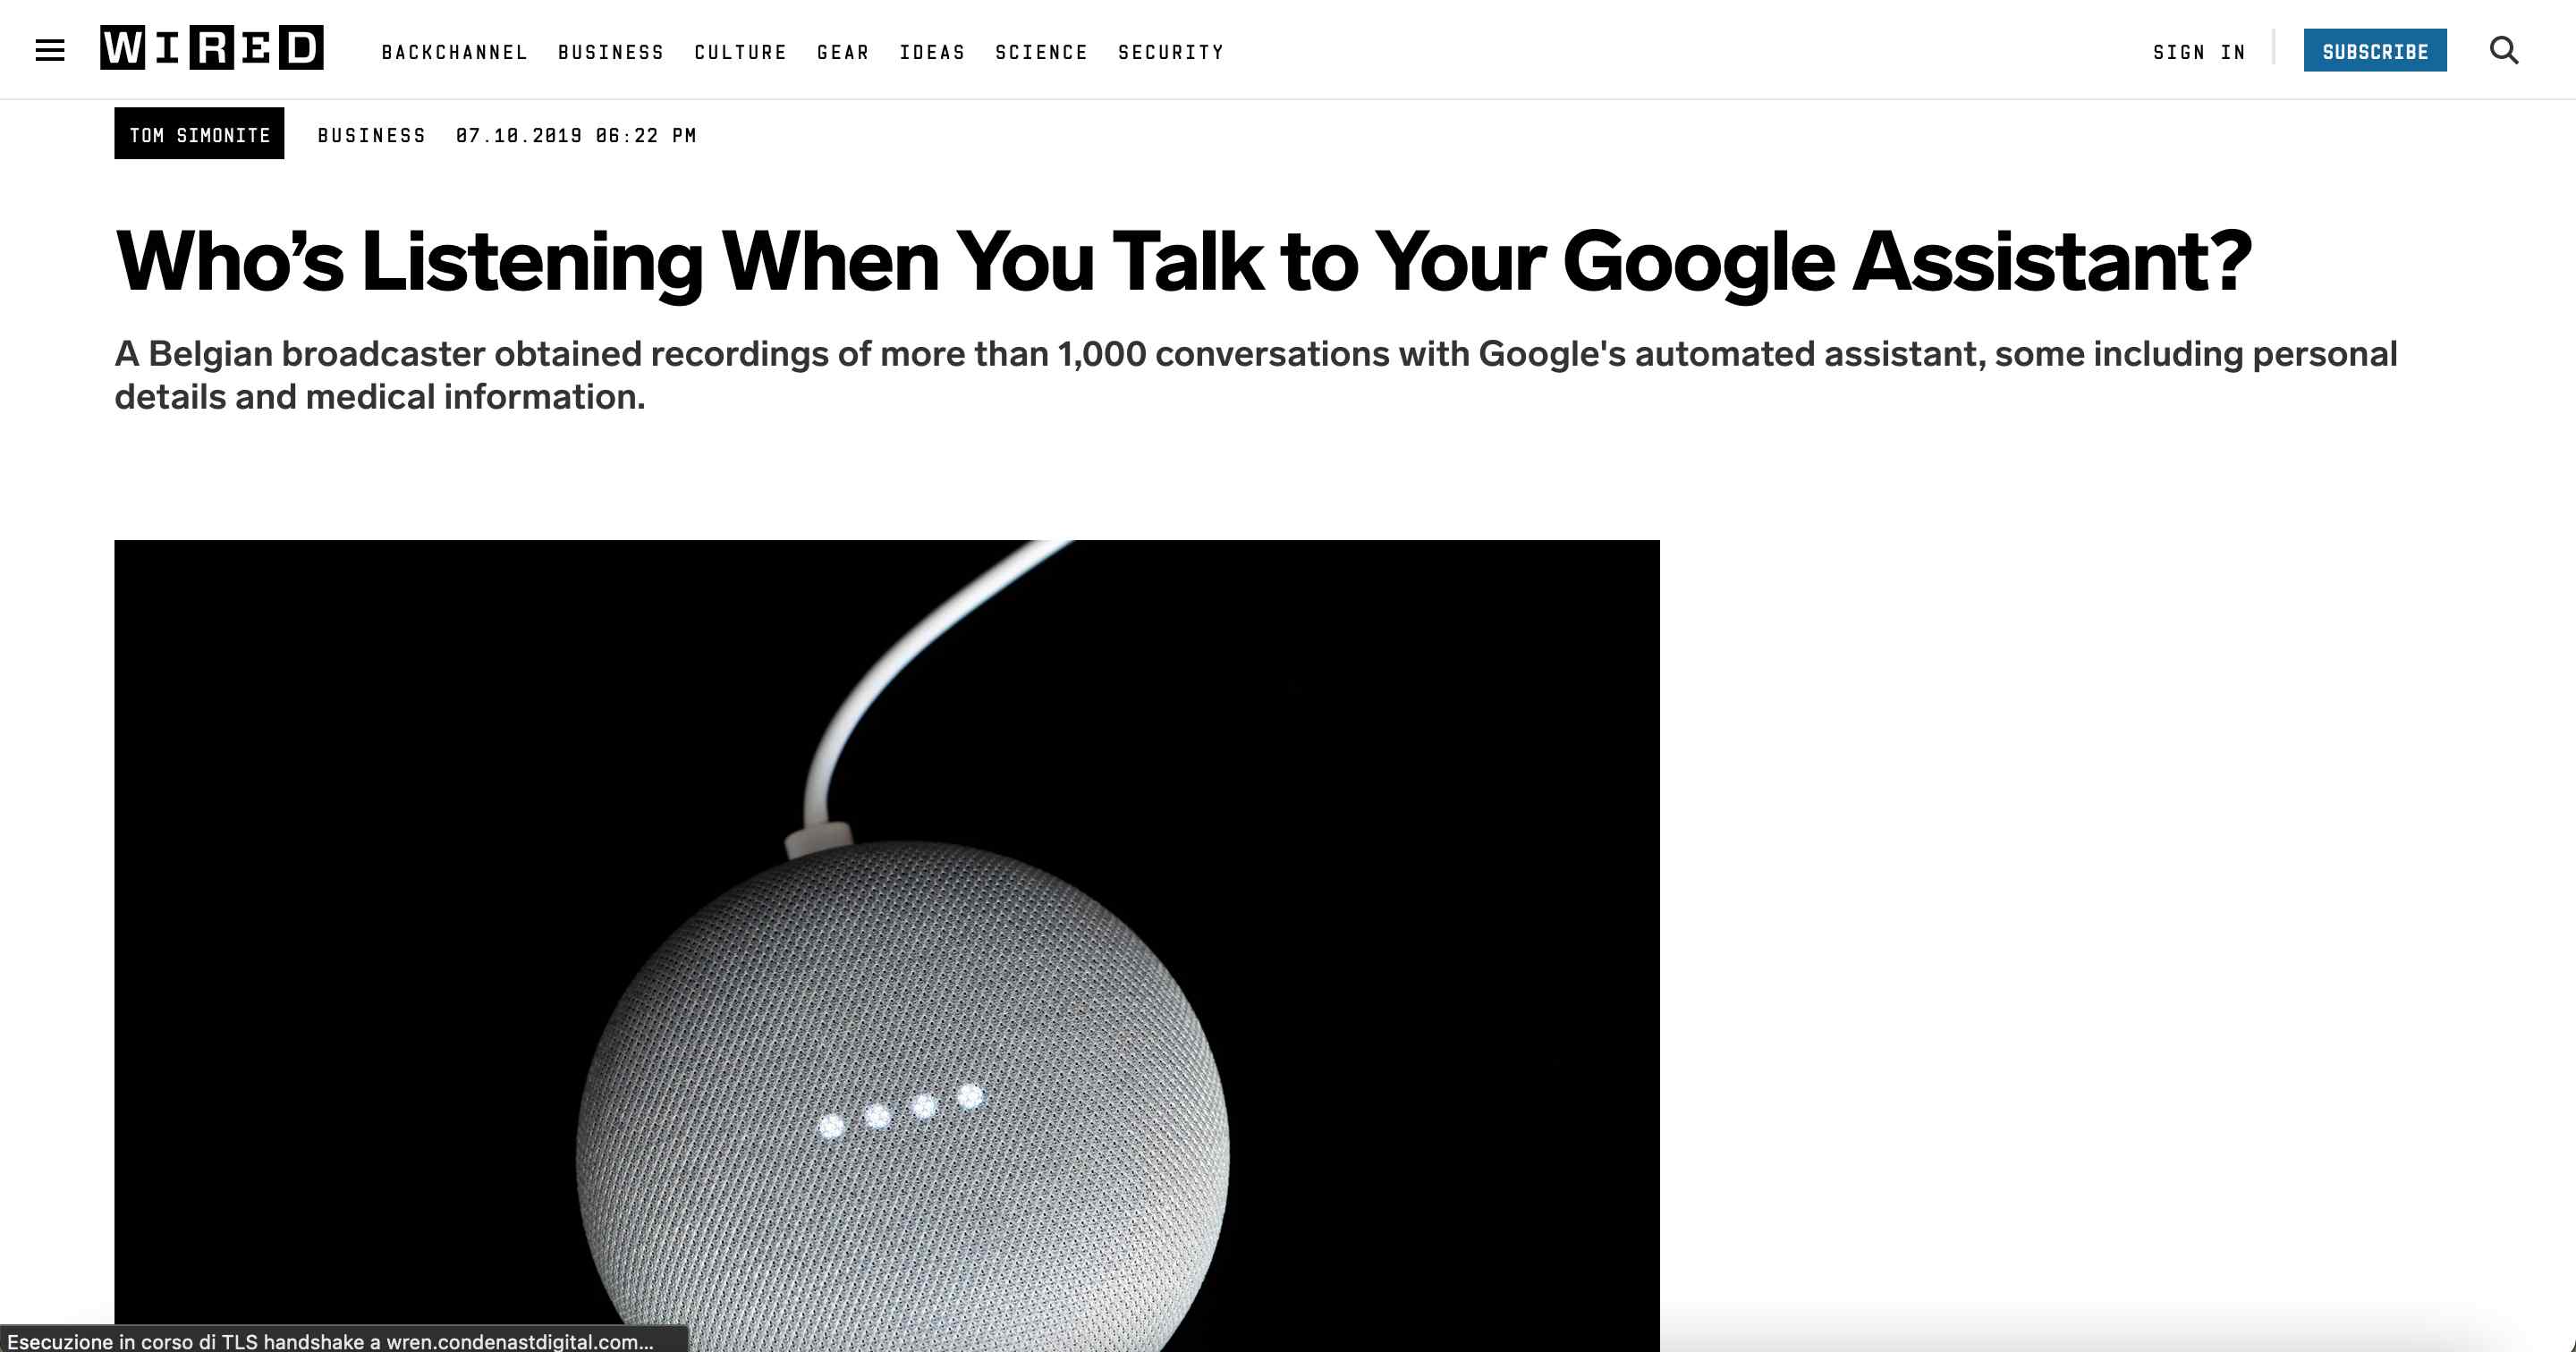 WIRED BACKCHANNEL BUSINESS CULTURE GEAR IDEAS SCIENCE SECURITY SIGN IN SUBSCRIBE
TOM SIMONITE BUSINESS 07.10.2019 06:22 PM
Who’s Listening When You Talk to Your Google Assistant?
A Belgian broadcaster obtained recordings of more than 1,000 conversations with Google's automated assistant, some including personal
details and medical information.
Esecuzione in corso di TLS handshake a wren.condenastdigital.com...